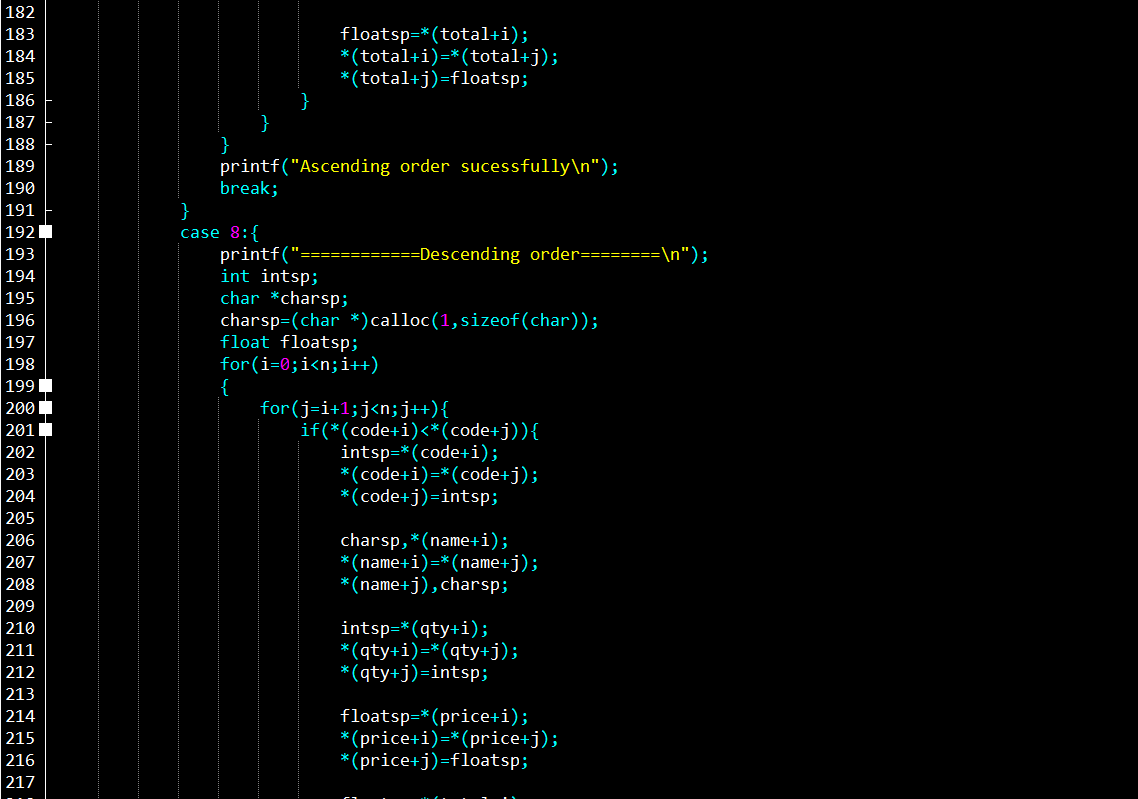 182
183 floatsp=*(total+i);
184 *(total+i)=*(total+j);
185 *(total+j)=floatsp;
186 }
187 }
188 }
189 printf("Ascending order sucessfully\n");
190 break;
191 }
192 case 8:{
193 printf("============Descending order========\n");
194 int intsp;
195 char *charsp;
196 charsp=(char *)calloc(1,sizeof(char));
197 float floatsp;
198 for(i=0;i<n;i++)
199 {
200 for(j=i+1;j<n;j++){
201 if(*(code+i)<*(code+j)){
202 intsp=*(code+i);
203 *(code+i)=*(code+j);
204 *(code+j)=intsp;
205
206 charsp,*(name+i);
207 *(name+i)=*(name+j);
208 *(name+j),charsp;
209
210 intsp=*(qty+i);
211 *(qty+i)=*(qty+j);
212 *(qty+j)=intsp;
213
214 floatsp=*(price+i);
215 *(price+i)=*(price+j);
216 *(price+j)=floatsp;
217